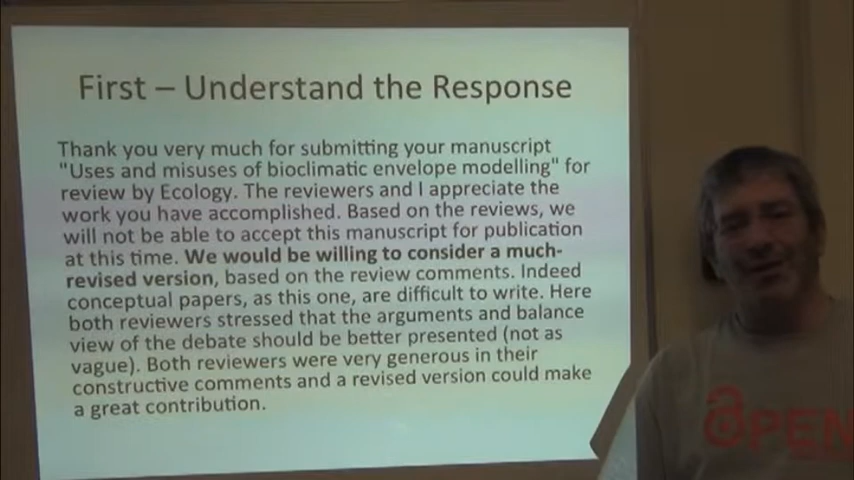 First – Understand the Response
Thank you very much for submitting your manuscript
"Uses and misuses of bioclimatic envelope modelling" for
review by Ecology. The reviewers and I appreciate the
work you have accomplished. Based on the reviews, we
will not be able to accept this manuscript for publication
at this time. We would be willing to consider a much-
revised version, based on the review comments. Indeed
conceptual papers, as this one, are difficult to write. Here
both reviewers stressed that the arguments and balance
view of the debate should be better presented (not as
vague). Both reviewers were very generous in their
constructive comments and a revised version could make
a great contribution.
OPEN